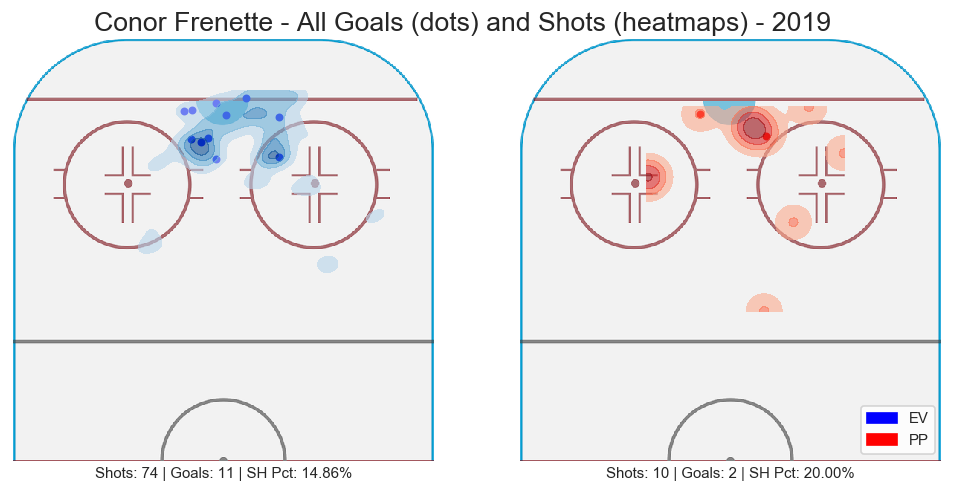 Conor Frenette - All Goals (dots) and Shots (heatmaps) - 2019
EV
PP
Shots: 74 | Goals: 11 | SH Pct: 14.86%
Shots: 10 | Goals: 2 | SH Pct: 20.00%